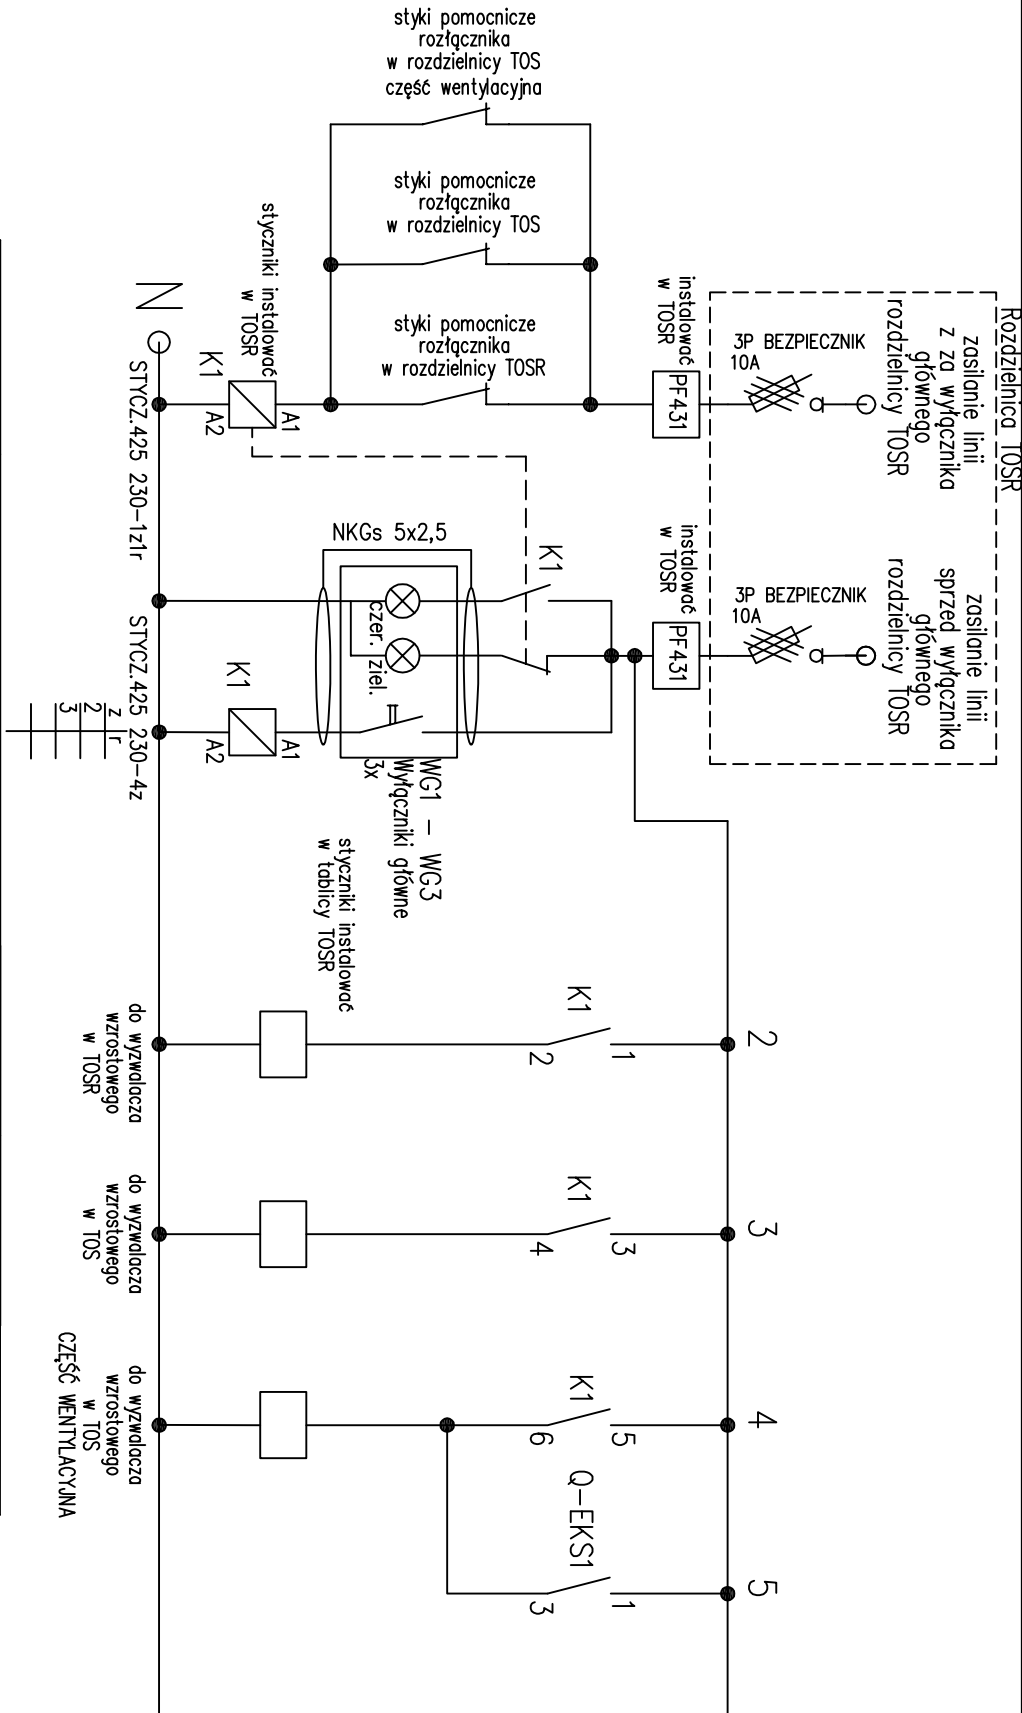 styki pomocnicze
rozłącznika
w rozdzielnicy TOS
część wentylacyjna
styki pomocnicze
rozłącznika
w rozdzielnicy TOS
styki pomocnicze
rozłącznika
w rozdzielnicy TOSR
Rozdzielnica TOSR
zasilanie linii
z za wyłącznika
głównego
rozdzielnicy TOSR
3P BEZPIECZNIK
10A
instalować
w TOSR
PF431
zasilanie linii
sprzed wyłącznika
głównego
rozdzielnicy TOSR
3P BEZPIECZNIK
10A
instalować
w TOSR
PF431
styczniki instalować
w TOSR
N
K1
A1
A2
STYCZ.425 230-1z1r
NKGs 5x2,5
K1
czer.
ziel.
K1
A1
A2
STYCZ.425 230-4z
z
r
2
3
WG1 - WG3
Wyłączniki główne
3x
styczniki instalować
w tablicy TOSR
2
K1
1
2
do wyzwalacza
wzrostowego
w TOSR
3
K1
3
4
do wyzwalacza
wzrostowego
w TOS
4
K1
5
6
do wyzwalacza
wzrostowego
w TOS
CZĘŚĆ WENTYLACYJNA
5
Q-EKS1
1
3